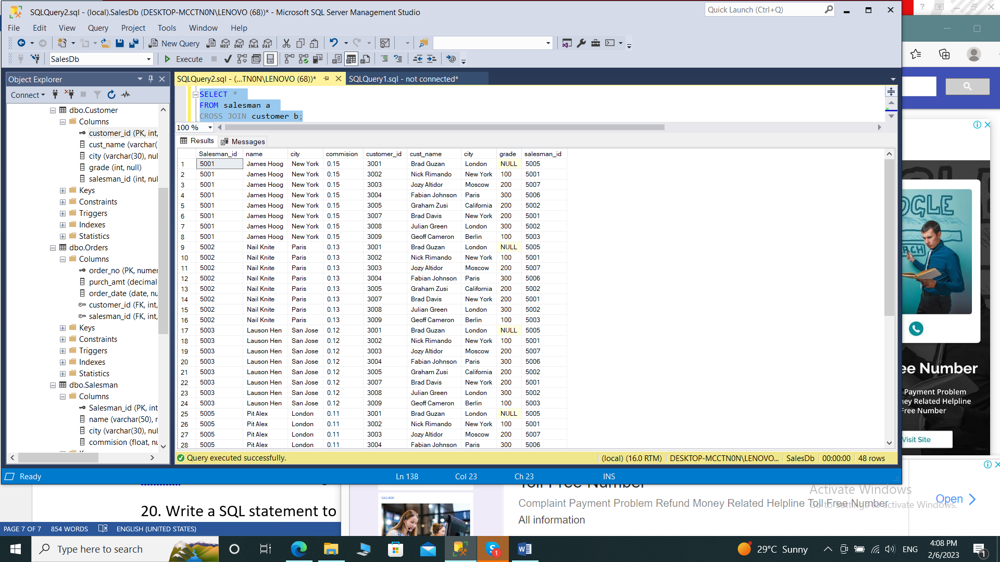 SQLQuery2.sql - (local).SalesDb (DESKTOP-MCCTN0N\LENOVO (68))* - Microsoft SQL Server Management Studio
Quick Launch (Ctrl+Q)
File Edit View Query Project Tools Window Help
New Query MDX DMX XMLA DAX
SalesDb Execute
Object Explorer
Connect
dbo.Customer
Columns
customer_id (PK, int,
cust_name (varchar(
city (varchar(30), nul
grade (int, null)
salesman_id (int, nul
Keys
Constraints
Triggers
Indexes
Statistics
dbo.Orders
Columns
order_no (PK, numer
purch_amt (decimal
order_date (date, nu
customer_id (FK, int,
salesman_id (FK, int,
Keys
Constraints
Triggers
Indexes
Statistics
dbo.Salesman
Columns
Salesman_id (PK, int
name (varchar(50), r
city (varchar(30), nul
commision (float, nu
SQLQuery2.sql - (...TN0N\LENOVO (68))* SQLQuery1.sql - not connected*
SELECT *
FROM salesman a
CROSS JOIN customer b;
100 %
Results Messages
Salesman_id name city commision customer_id cust_name city grade salesman_id
1 5001 James Hoog New York 0.15 3001 Brad Guzan London NULL 5005
2 5001 James Hoog New York 0.15 3002 Nick Rimando New York 100 5001
3 5001 James Hoog New York 0.15 3003 Jozy Altidor Moscow 200 5007
4 5001 James Hoog New York 0.15 3004 Fabian Johnson Paris 300 5006
5 5001 James Hoog New York 0.15 3005 Graham Zusi California 200 5002
6 5001 James Hoog New York 0.15 3007 Brad Davis New York 200 5001
7 5001 James Hoog New York 0.15 3008 Julian Green London 300 5002
8 5001 James Hoog New York 0.15 3009 Geoff Cameron Berlin 100 5003
9 5002 Nail Knite Paris 0.13 3001 Brad Guzan London NULL 5005
10 5002 Nail Knite Paris 0.13 3002 Nick Rimando New York 100 5001
11 5002 Nail Knite Paris 0.13 3003 Jozy Altidor Moscow 200 5007
12 5002 Nail Knite Paris 0.13 3004 Fabian Johnson Paris 300 5006
13 5002 Nail Knite Paris 0.13 3005 Graham Zusi California 200 5002
14 5002 Nail Knite Paris 0.13 3007 Brad Davis New York 200 5001
15 5002 Nail Knite Paris 0.13 3008 Julian Green London 300 5002
16 5002 Nail Knite Paris 0.13 3009 Geoff Cameron Berlin 100 5003
17 5003 Lauson Hen San Jose 0.12 3001 Brad Guzan London NULL 5005
18 5003 Lauson Hen San Jose 0.12 3002 Nick Rimando New York 100 5001
19 5003 Lauson Hen San Jose 0.12 3003 Jozy Altidor Moscow 200 5007
20 5003 Lauson Hen San Jose 0.12 3004 Fabian Johnson Paris 300 5006
21 5003 Lauson Hen San Jose 0.12 3005 Graham Zusi California 200 5002
22 5003 Lauson Hen San Jose 0.12 3007 Brad Davis New York 200 5001
23 5003 Lauson Hen San Jose 0.12 3008 Julian Green London 300 5002
24 5003 Lauson Hen San Jose 0.12 3009 Geoff Cameron Berlin 100 5003
25 5005 Pit Alex London 0.11 3001 Brad Guzan London NULL 5005
26 5005 Pit Alex London 0.11 3002 Nick Rimando New York 100 5001
27 5005 Pit Alex London 0.11 3003 Jozy Altidor Moscow 200 5007
28 5005 Pit Alex London 0.11 3004 Fabian Johnson Paris 300 5006
Query executed successfully. (local) (16.0 RTM) DESKTOP-MCCTN0N\LENOVO... SalesDb 00:00:00 48 rows
Ready Ln 138 Col 23 Ch 23 INS
OGLE
RCH
ee Number
Payment Problem
ney Related Helpline
Free Number
Visit Site
20. Write a SQL statement to
PAGE 7 OF 7 854 WORDS ENGLISH (UNITED STATES)
CALL NOW
Toll Free Number
Complaint Payment Problem Refund Money Related Helpline Toll Free Number
All information
Open
Activate Windows
Go to Settings to activate Windows.
Type here to search
1
29°C Sunny
ENG
4:08 PM
2/6/2023
1